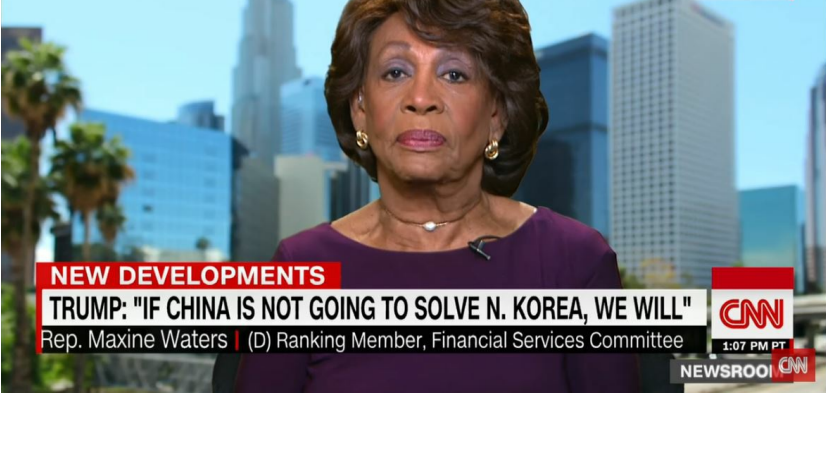 NEW DEVELOPMENTS
TRUMP: "IF CHINA IS NOT GOING TO SOLVE N. KOREA, WE WILL"
Rep. Maxine Waters | (D) Ranking Member, Financial Services Committee
CNN
1:07 PM PT
NEWSROOM
CNN